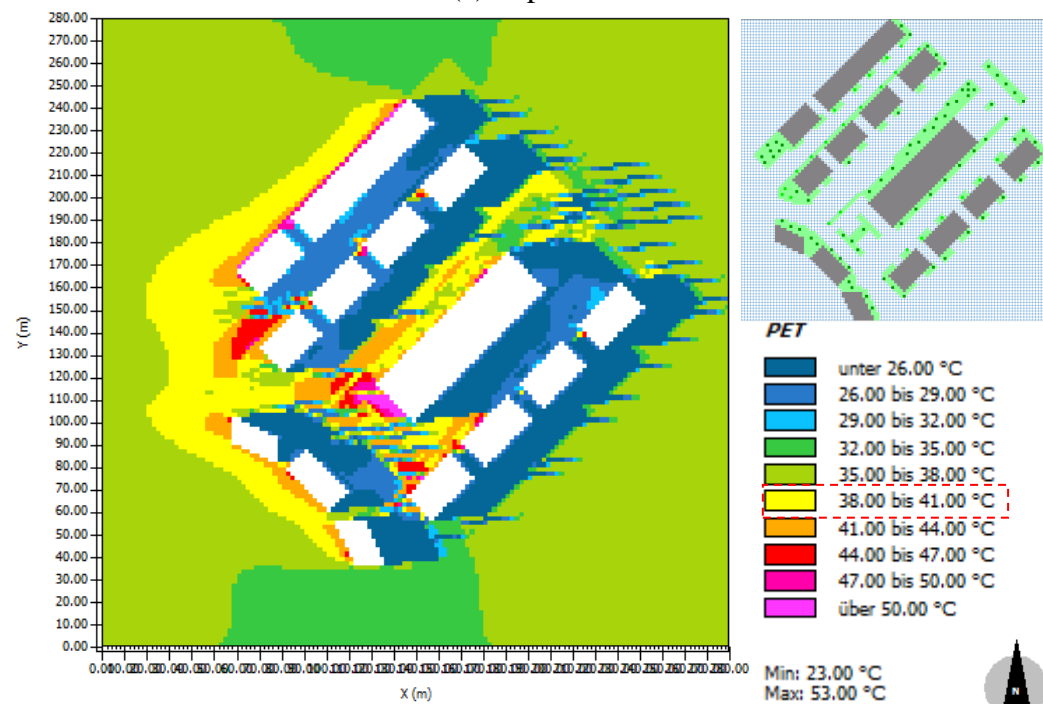 280.00
270.00
260.00
250.00
240.00
230.00
220.00
210.00
200.00
190.00
180.00
170.00
160.00
150.00
140.00
130.00
120.00
110.00
100.00
90.00
80.00
70.00
60.00
50.00
40.00
30.00
20.00
10.00
0.00
Y (m)
X (m)
PET
unter 26.00 °C
26.00 bis 29.00 °C
29.00 bis 32.00 °C
32.00 bis 35.00 °C
35.00 bis 38.00 °C
38.00 bis 41.00 °C
41.00 bis 44.00 °C
44.00 bis 47.00 °C
47.00 bis 50.00 °C
über 50.00 °C
Min: 23.00 °C
Max: 53.00 °C
N